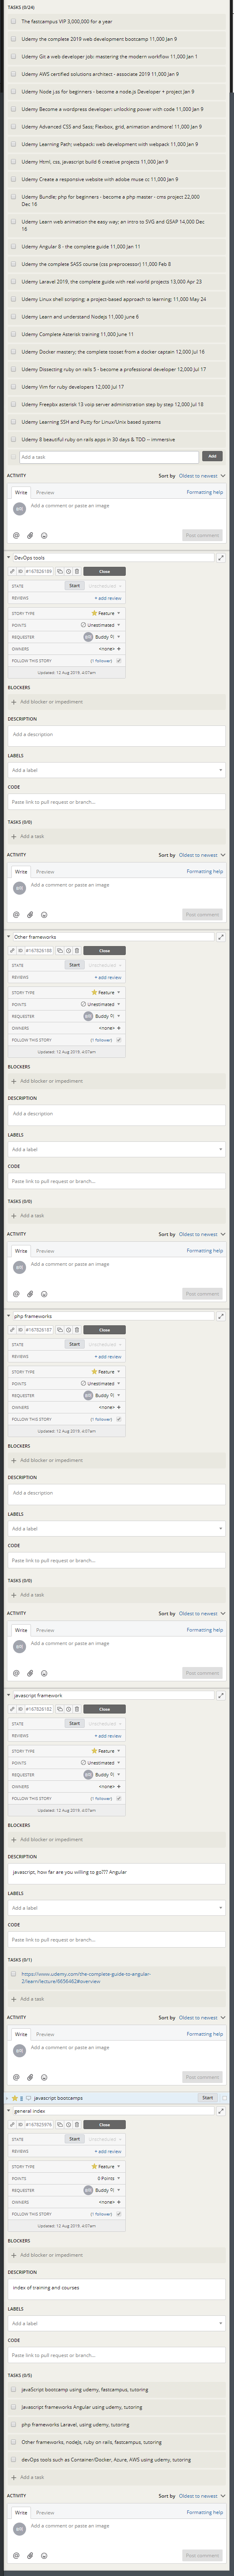 TASKS (0/24)
The fastcampus VIP 3,000,000 for a year
Udemy the complete 2019 web development bootcamp 11,000 Jan 9
Udemy Git a web developer job: mastering the modern workflow 11,000 Jan 1
Udemy AWS certified solutions architect - associate 2019 11,000 Jan 9
Udemy Node js.as for beginners - become a node.js Developer + project Jan 9
Udemy Become a wordpress developer: unlocking power with code 11,000 Jan 9
Udemy Advanced CSS and Sass; Flexbox, grid, animation andmore! 11,000 Jan 9
Udemy Learning Path; webpack: web development with webpack 11,000 Jan 9
Udemy Html, css, javascript build 6 creative projects 11,000 Jan 9
Udemy Create a responsive website with adobe muse cc 11,000 Jan 9
Udemy Bundle; php for beginners - become a php master - cms project 22,000
Dec 16
Udemy Learn web animation the easy way; an intro to SVG and GSAP 14,000 Dec
16
Udemy Angular 8 - the complete guide 11,000 Jan 11
Udemy the complete SASS course (css preprocessor) 11,000 Feb 8
Udemy Laravel 2019, the complete guide with real world projects 13,000 Apr 23
Udemy Linux shell scripting; a project-based approach to learning; 11,000 May 24
Udemy Learn and understand Nodejs 11,000 June 6
Udemy Complete Asterisk training 11,000 June 11
Udemy Docker mastery; the complete tooset from a docker captain 12,000 Jul 16
Udemy Dissecting ruby on rails 5 - become a professional developer 12,000 Jul 17
Udemy Vim for ruby developers 12,000 Jul 17
Udemy Freepbx asterisk 13 voip server administration step by step 12,000 Jul 18
Udemy Learning SSH and Putty for Linux/Unix based systems
Udemy 8 beautiful ruby on rails apps in 30 days & TDD -- immersive
Add a task
Add
ACTIVITY Sort by Oldest to newest
Write Preview Formatting help
Add a comment or paste an image
Post comment
DevOps tools
ID Close
STATE Start Unscheduled
REVIEWS + add review
STORY TYPE Feature
POINTS Unestimated
REQUESTER Buddy
OWNERS <none> +
FOLLOW THIS STORY (1 follower)
Updated: 12 Aug 2019, 4:37am
BLOCKERS
+ Add blocker or impediment
DESCRIPTION
Add a description
LABELS
Add a label
CODE
Paste link to pull request or branch...
TASKS (0/0)
+ Add a task
ACTIVITY Sort by Oldest to newest
Write Preview Formatting help
Add a comment or paste an image
Post comment
Other frameworks
ID Close
STATE Start Unscheduled
REVIEWS + add review
STORY TYPE Feature
POINTS Unestimated
REQUESTER Buddy
OWNERS <none> +
FOLLOW THIS STORY (1 follower)
Updated: 12 Aug 2019, 4:37am
BLOCKERS
+ Add blocker or impediment
DESCRIPTION
Add a description
LABELS
Add a label
CODE
Paste link to pull request or branch...
TASKS (0/0)
+ Add a task
ACTIVITY Sort by Oldest to newest
Write Preview Formatting help
Add a comment or paste an image
Post comment
php frameworks
ID Close
STATE Start Unscheduled
REVIEWS + add review
STORY TYPE Feature
POINTS Unestimated
REQUESTER Buddy
OWNERS <none> +
FOLLOW THIS STORY (1 follower)
Updated: 12 Aug 2019, 4:37am
BLOCKERS
+ Add blocker or impediment
DESCRIPTION
Add a description
LABELS
Add a label
CODE
Paste link to pull request or branch...
TASKS (0/0)
+ Add a task
ACTIVITY Sort by Oldest to newest
Write Preview Formatting help
Add a comment or paste an image
Post comment
javascript framework
ID Close
STATE Start Unscheduled
REVIEWS + add review
STORY TYPE Feature
POINTS Unestimated
REQUESTER Buddy
OWNERS <none> +
FOLLOW THIS STORY (1 follower)
Updated: 12 Aug 2019, 4:37am
BLOCKERS
+ Add blocker or impediment
DESCRIPTION
javascript, how far are you willing to go??? Angular
LABELS
Add a label
CODE
Paste link to pull request or branch...
TASKS (0/1)
https://www.udemy.com/the-complete-guide-to-angular-
2/learn/lecture/6656462#overview
+ Add a task
ACTIVITY Sort by Oldest to newest
Write Preview Formatting help
Add a comment or paste an image
Post comment
javascript bootcamps Start
general index
ID Close
STATE Start Unscheduled
REVIEWS + add review
STORY TYPE Feature
POINTS 0 Points
REQUESTER Buddy
OWNERS <none> +
FOLLOW THIS STORY (1 follower)
Updated: 12 Aug 2019, 4:37am
BLOCKERS
+ Add blocker or impediment
DESCRIPTION
index of training and courses
LABELS
Add a label
CODE
Paste link to pull request or branch...
TASKS (0/5)
javaScript bootcamp using udemy, fastcampus, tutoring
Javascript frameworks Angular using udemy, tutoring
php frameworks Laravel, using udemy, tutoring
Other frameworks, nodeJs, ruby on rails, fastcampus, tutoring
devOps tools such as Container/Docker, Azure, AWS using udemy, tutoring
+ Add a task
ACTIVITY Sort by Oldest to newest
Write Preview Formatting help
Add a comment or paste an image
Post comment